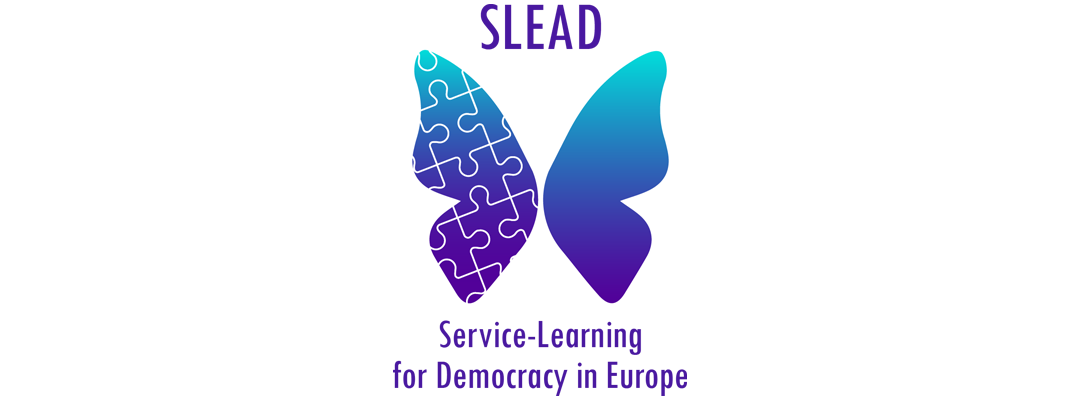 SLEAD
Service-Learning
for Democracy in Europe